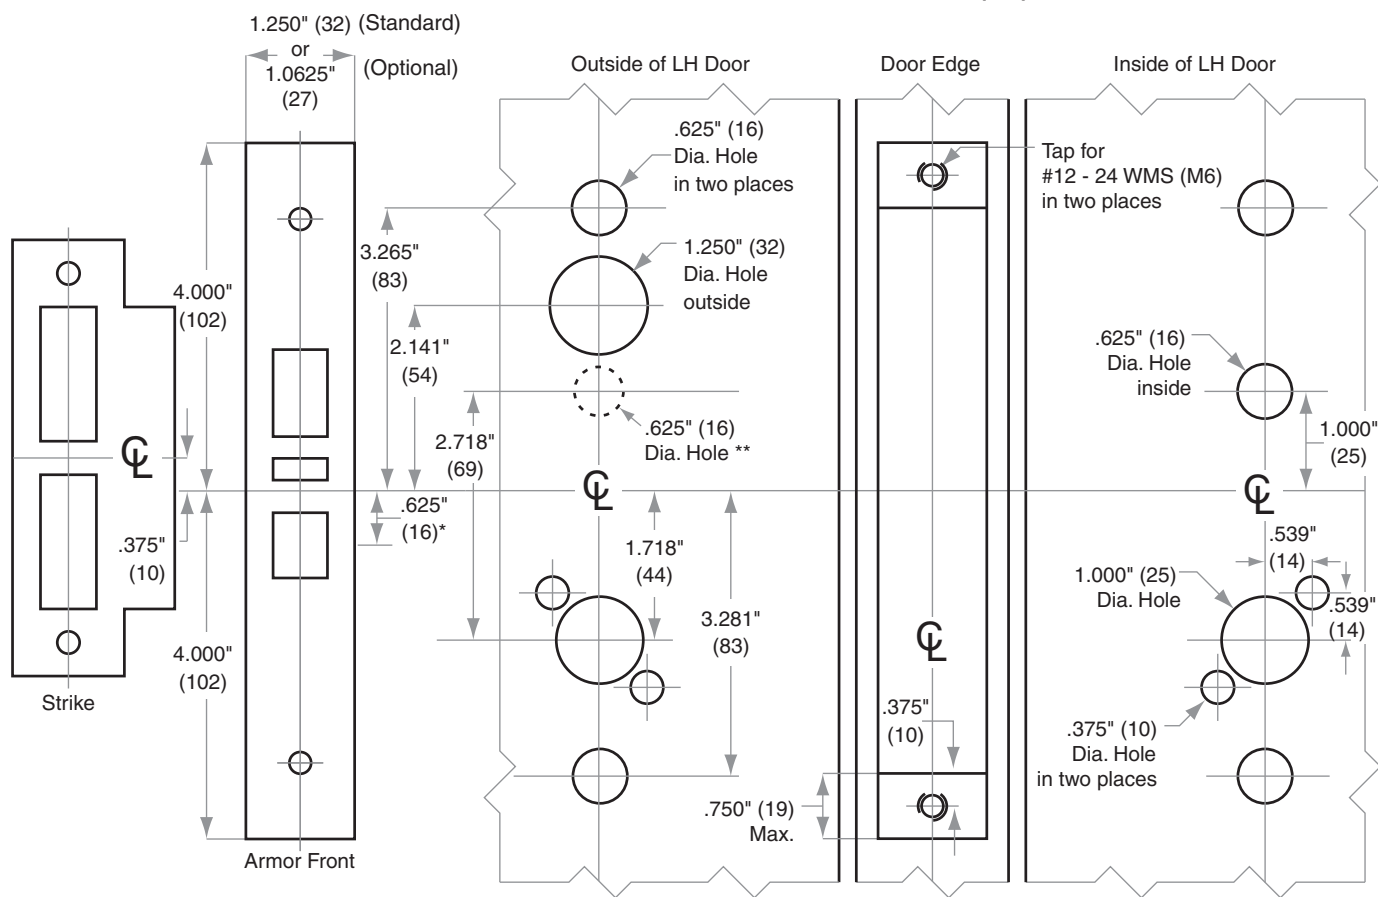 1.250" (32) (Standard)
or
1.0625"
(27)
(Optional)
Outside of LH Door
Door Edge
Inside of LH Door
.625" (16)
Dia. Hole
in two places
Tap for
#12 - 24 WMS (M6)
in two places
3.265"
(83)
1.250" (32)
Dia. Hole
outside
4.000"
(102)
2.141"
(54)
.625" (16)
Dia. Hole
inside
2.718"
(69)
.625" (16)
Dia. Hole **
1.000"
(25)
CL
CL
CL
.625"
(16)*
.375"
(10)
1.718"
(44)
.539"
(14)
1.000" (25)
Dia. Hole
.539"
(14)
3.281"
(83)
CL
4.000"
(102)
Strike
.375"
(10)
.375" (10)
Dia. Hole
in two places
.750" (19)
Max.
Armor Front